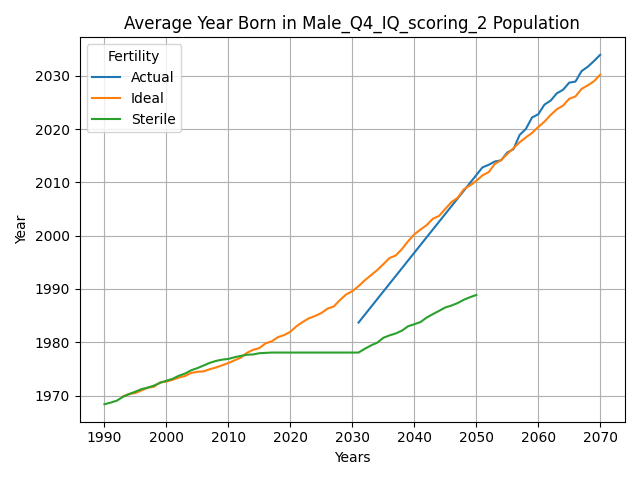 Average Year Born in Male_Q4_IQ_scoring_2 Population
Fertility
Actual
Ideal
Sterile
Year
2030
2020
2010
2000
1990
1980
1970
1990 2000 2010 2020 2030 2040 2050 2060 2070
Years